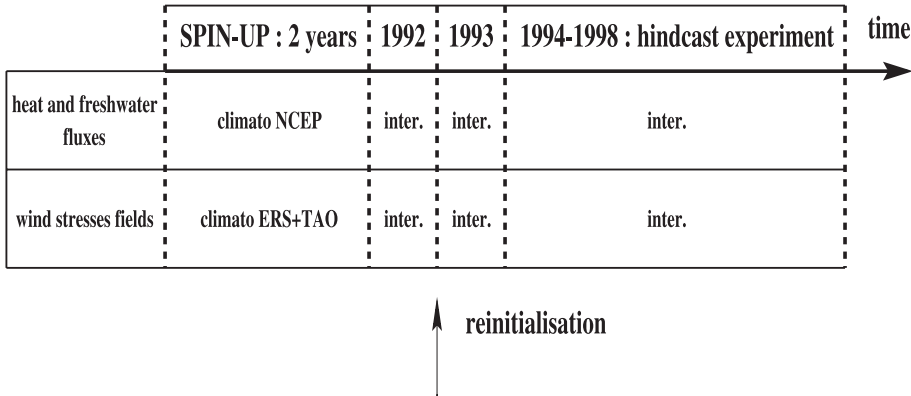 SPIN-UP : 2 years 1992 1993 1994-1998 : hindcast experiment time
heat and freshwater
fluxes
climato NCEP inter. inter. inter.
wind stresses fields climato ERS+TAO inter. inter. inter.
reinitialisation